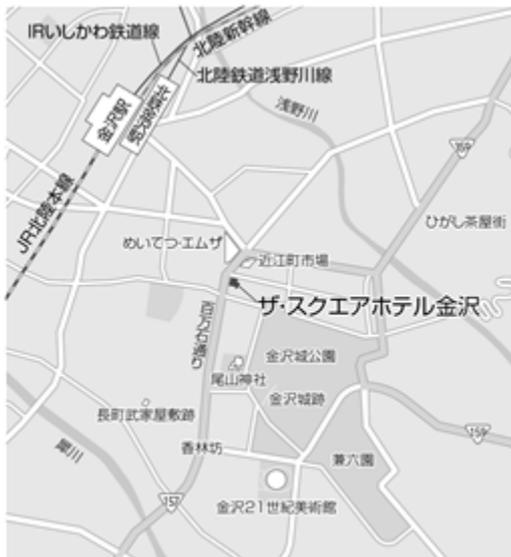 IRいしかわ鉄道線
北陸新幹線
北陸鉄道浅野川線
金沢駅
北鉄金沢駅
浅野川
159
JR北陸本線
ひがし茶屋街
めいてつ・エムザ
近江町市場
ザ・スクエアホテル金沢
百万石通り
金沢城公園
尾山神社
金沢城跡
長町武家屋敷跡
香林坊
159
犀川
兼六園
157
金沢21世紀美術館